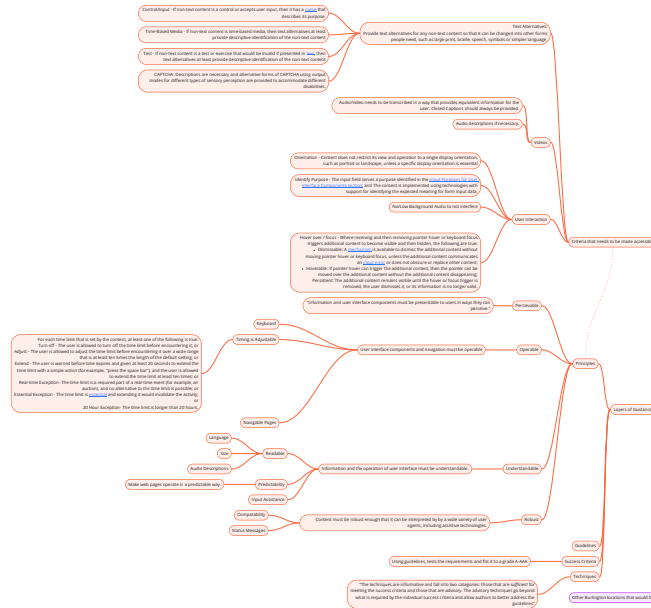 Control/Input - If non-text content is a control or accepts user input, then it has a name that
describes its purpose.
Time-Based Media - If non-text content is time-based media, then text alternatives at least
provide descriptive identification of the non-text content
Test - If non-text content is a test or exercise that would be invalid if presented in text, then
text alternatives at least provide descriptive identification of the non-text content
CAPTCHA: Descriptions are necessary and alternative forms of CAPTCHA using output
modes for different types of sensory perception are provided to accommodate different
disabilities.
Text Alternatives:
Provide text alternatives for any non-text content so that it can be changed into other forms
people need, such as large-print, braille, speech, symbols or simpler language.
Audio/Video needs to be transcribed in a way that provides equivalent information for the
user. Closed Captions should always be provided.
Audio descriptions if necessary.
Videos
Orientation - Content does not restrict its view and operation to a single display orientation,
such as portrait or landscape, unless a specific display orientation is essential
Identify Purpose - The input field serves a purpose identified in the Input Purposes for User
Interface Components section; and The content is implemented using technologies with
support for identifying the expected meaning for form input data.
No/Low Background Audio to not interfere
User Interaction
Hover over / focus - Where receiving and then removing pointer hover or keyboard focus
triggers additional content to become visible and then hidden, the following are true:
• Dismissable: A mechanism is available to dismiss the additional content without
moving pointer hover or keyboard focus, unless the additional content communicates
an input error or does not obscure or replace other content;
• Hoverable: If pointer hover can trigger the additional content, then the pointer can be
moved over the additional content without the additional content disappearing;
Persistent: The additional content remains visible until the hover or focus trigger is
removed, the user dismisses it, or its information is no longer valid.
Criteria that needs to be made accessible
"Information and user interface components must be presentable to users in ways they can
perceive."
Perceivable
Keyboard
Timing is Adjustable
For each time limit that is set by the content, at least one of the following is true:
Turn off - The user is allowed to turn off the time limit before encountering it; or
Adjust - The user is allowed to adjust the time limit before encountering it over a wide range
that is at least ten times the length of the default setting; or
Extend - The user is warned before time expires and given at least 20 seconds to extend the
time limit with a simple action (for example, "press the space bar"), and the user is allowed
to extend the time limit at least ten times; or
Real-time Exception - The time limit is a required part of a real-time event (for example, an
auction), and no alternative to the time limit is possible; or
Essential Exception - The time limit is essential and extending it would invalidate the activity;
or
20 Hour Exception - The time limit is longer than 20 hours.
User interface components and navigation must be operable
Operable
Principles
Navigable Pages
Layers of Guidance
Language
Size
Readable
Audio Descriptions
Information and the operation of user interface must be understandable.
Understandable
Make web pages operate in a predictable way.
Predictability
Input Assistance
Compatability
Status Messages
Content must be robust enough that it can be interpreted by by a wide variety of user
agents, including assistive technologies.
Robust
Guidelines
Using guidelines, tests the requirements and fits it to a grade A-AAA
Success Criteria
Techniques
"The techniques are informative and fall into two categories: those that are sufficient for
meeting the success criteria and those that are advisory. The advisory techniques go beyond
what is required by the individual success criteria and allow authors to better address the
guidelines"
Other Burlington locations that would